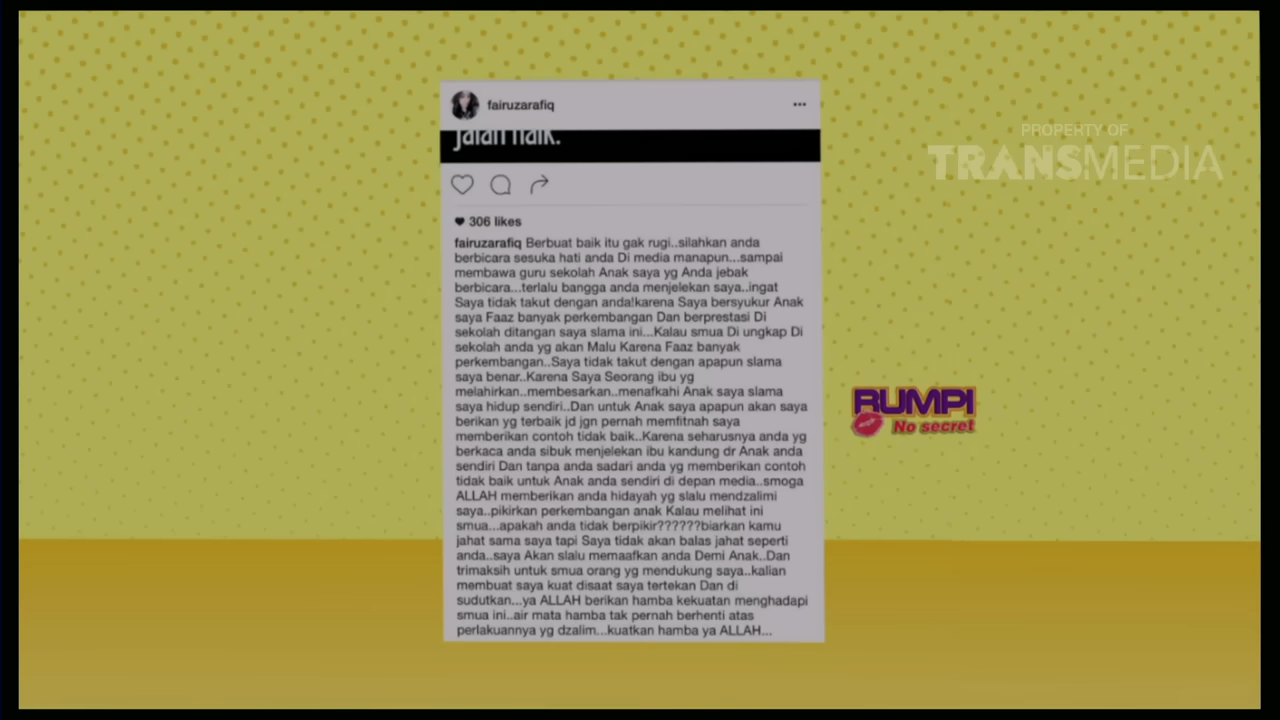 fairuzarafiq
jalan naik.
PROPERTY OF
TRANSMEDIA
306 likes
fairuzarafiq Berbuat baik itu gak rugi..silahkan anda
berbicara sesuka hati anda Di media manapun...sampai
membawa guru sekolah Anak saya yg Anda jebak
berbicara...terlalu bangga anda menjelekan saya..ingat
Saya tidak takut dengan anda!karena Saya bersyukur Anak
saya Faaz banyak perkembangan Dan berprestasi Di
sekolah ditangan saya slama ini...Kalau smua Di ungkap Di
sekolah anda yg akan Malu Karena Faaz banyak
perkembangan..Saya tidak takut dengan apapun slama
saya benar..Karena Saya Seorang ibu yg
melahirkan..membesarkan..menafkahi Anak saya slama
saya hidup sendiri..Dan untuk Anak saya apapun akan saya
berikan yg terbaik jd jgn pernah memfitnah saya
memberikan contoh tidak baik..Karena seharusnya anda yg
berkaca anda sibuk menjelekan ibu kandung dr Anak anda
sendiri Dan tanpa anda sadari anda yg memberikan contoh
tidak baik untuk Anak anda sendiri di depan media..smoga
ALLAH memberikan anda hidayah yg slalu mendzalimi
saya..pikirkan perkembangan anak Kalau melihat ini
smua...apakah anda tidak berpikir??????biarkan kamu
jahat sama saya tapi Saya tidak akan balas jahat seperti
anda..saya Akan slalu memaafkan anda Demi Anak..Dan
trimaksih untuk smua orang yg mendukung saya..kalian
membuat saya kuat disaat saya tertekan Dan di
sudutkan...ya ALLAH berikan hamba kekuatan menghadapi
smua ini..air mata hamba tak pernah berhenti atas
perlakuannya yg dzalim...kuatkan hamba ya ALLAH...
RUMPI
No secret